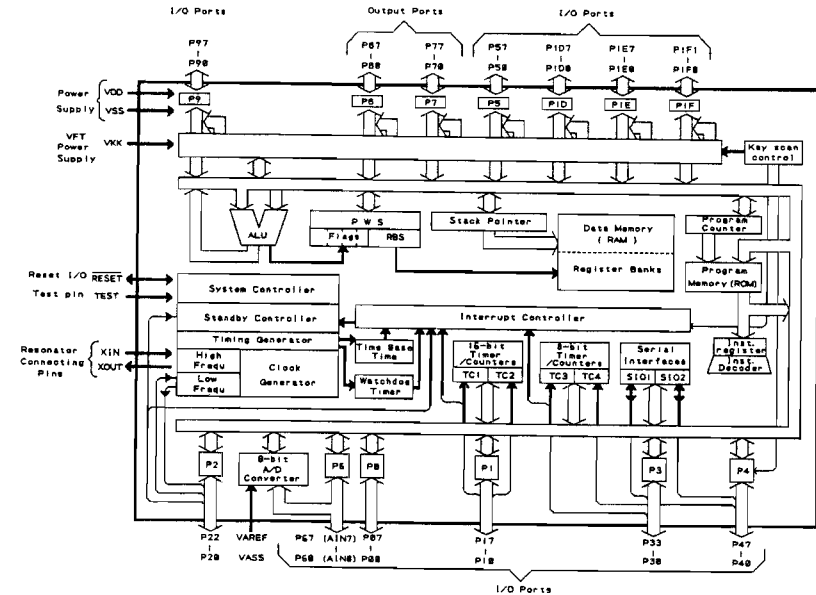 I/O Ports
Output Ports
I/O Ports
P97 P67 P77 P57 P1D7 P1E7 P1F1
P90 P60 P70 P50 P1D0 P1E0 P1F0
Power Supply
VDD
VSS
P9 P6 P7 P5 P1D P1E P1F
VFT Power Supply
VKK
Key scan control
ALU
P W S
Flags RBS
Stack Pointer
Data Memory
( RAM )
Register Banks
Program Counter
Program Memory (ROM)
Reset I/O RESET
Test pin TEST
System Controller
Standby Controller
Interrupt Controller
Timing Generator
Time Base Time
Resonator Connecting Pins
XIN
XOUT
High Frequ
Low Frequ
Clock Generator
Watchdog Timer
16-bit Timer /Counters
TC1 TC2
8-bit Timer /Counters
TC3 TC4
Serial Interfaces
SIO1 SIO2
Inst. register
Inst. Decoder
P2
8-bit A/D Converter
P6 P0 P1 P3 P4
P22 VAREF P67 (AIN7) P07 P17 P33 P47
P20 VASS P60 (AIN0) P00 P10 P30 P40
I/O Ports